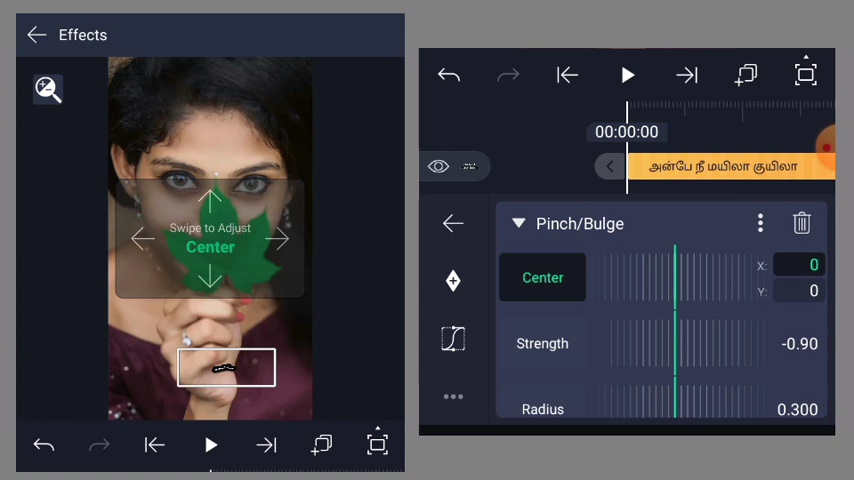 Effects
Swipe to Adjust
Center
00:00:00
அன்பே நீ மயிலா குயிலா
Pinch/Bulge
Center
X: 0
Y: 0
Strength -0.90
Radius 0.300